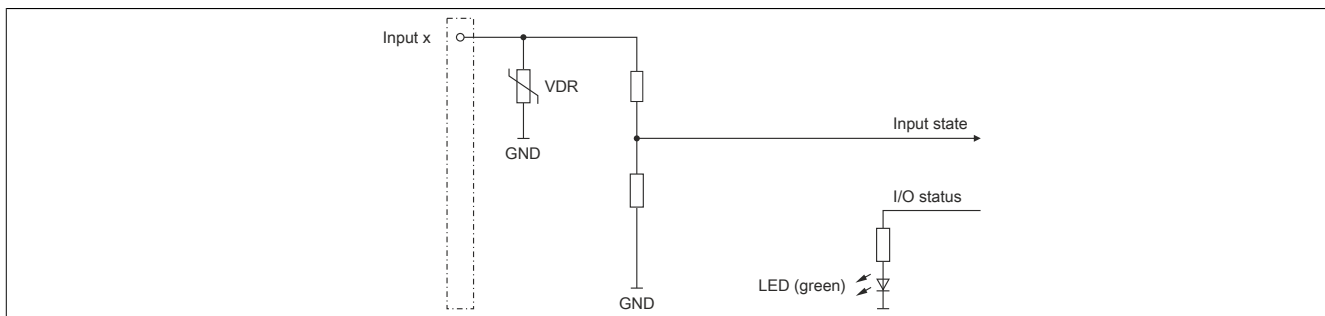 Input x
VDR
GND
Input state
I/O status
LED (green)
GND